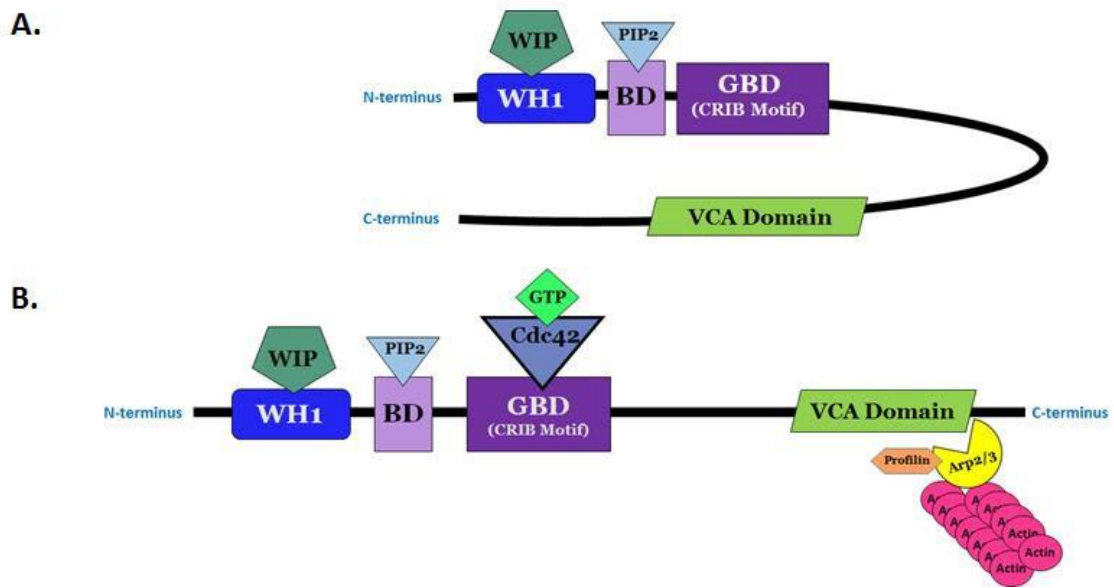 A.
WIP
PIP2
N-terminus
WH1
BD
GBD
(CRIB Motif)
C-terminus
VCA Domain
B.
GTP
Cdc42
WIP
PIP2
N-terminus
WH1
BD
GBD
(CRIB Motif)
VCA Domain
C-terminus
Profilin
Arp2/3
Actin
Actin